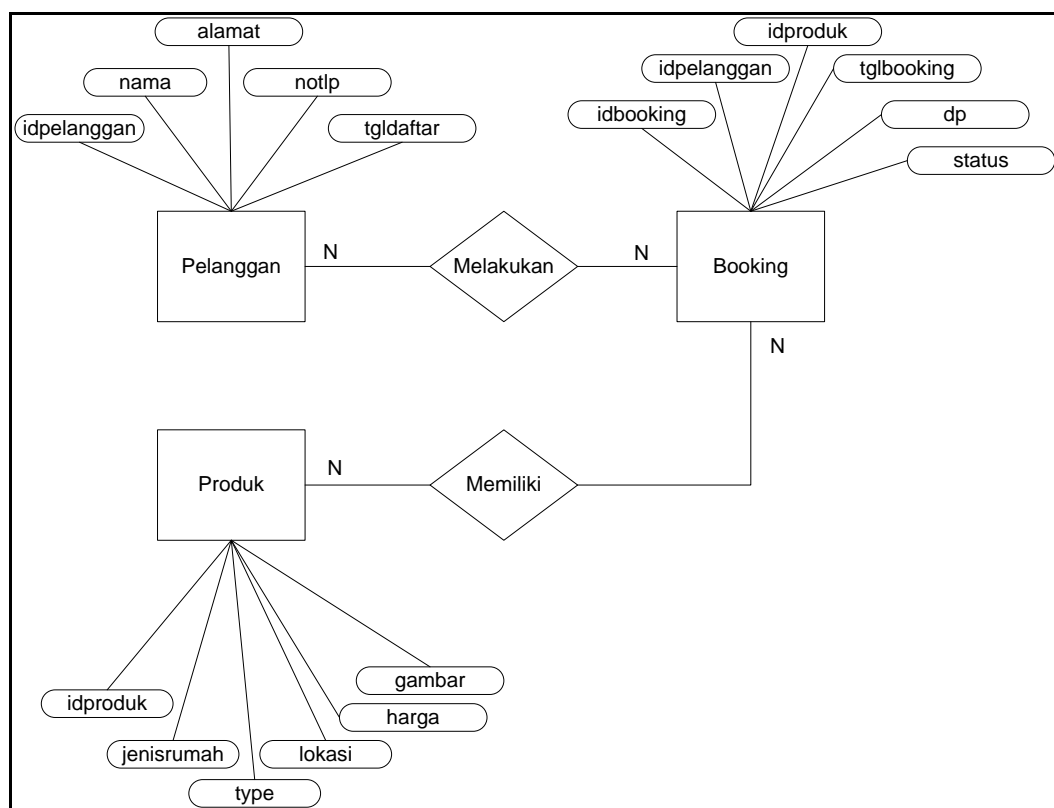 alamat
nama
notlp
idpelanggan
tgldaftar
idproduk
idpelanggan
tglbooking
idbooking
dp
status
Pelanggan
N
Melakukan
N
Booking
N
Produk
N
Memiliki
gambar
idproduk
harga
jenisrumah
lokasi
type